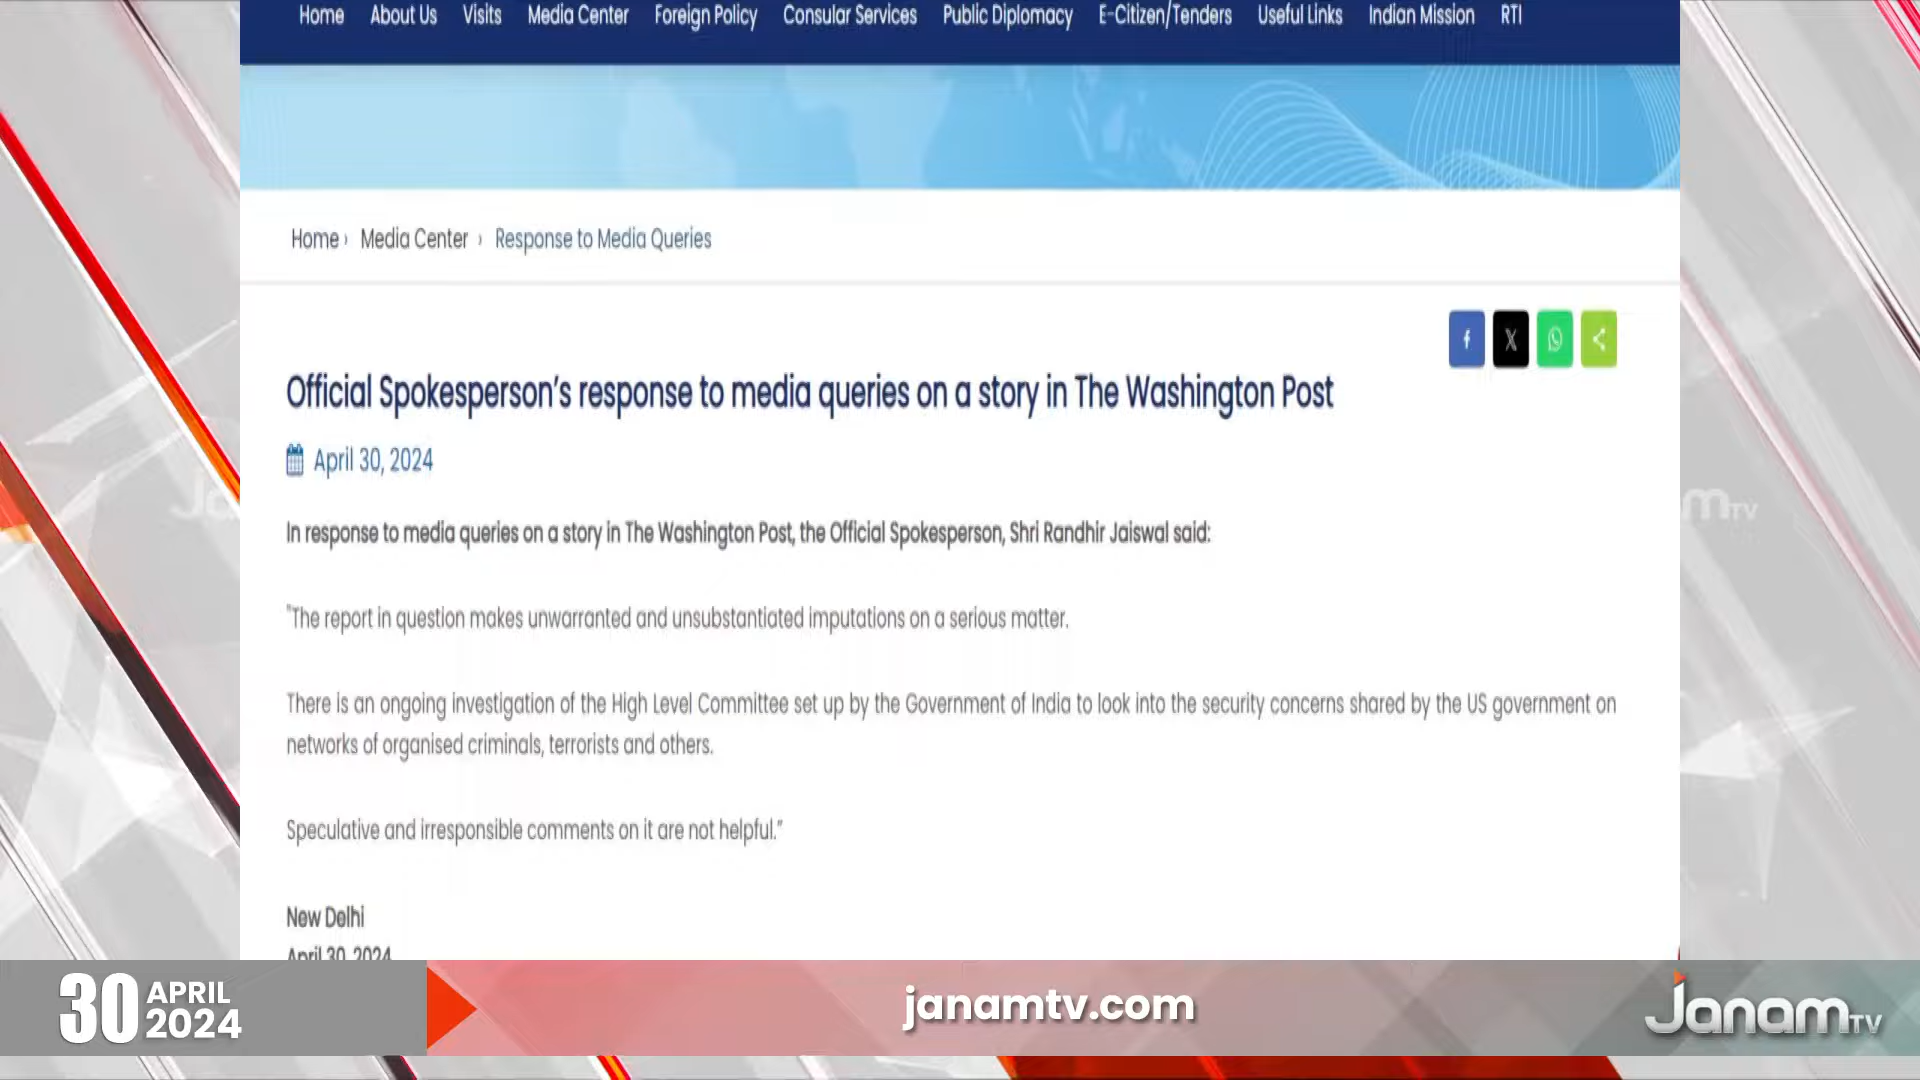 Home About Us Visits Media Center Foreign Policy Consular Services Public Diplomacy E-Citizen/Tenders Useful Links Indian Mission RTI
Home › Media Center › Response to Media Queries
Official Spokesperson’s response to media queries on a story in The Washington Post
April 30, 2024
In response to media queries on a story in The Washington Post, the Official Spokesperson, Shri Randhir Jaiswal said:
"The report in question makes unwarranted and unsubstantiated imputations on a serious matter.
There is an ongoing investigation of the High Level Committee set up by the Government of India to look into the security concerns shared by the US government on
networks of organised criminals, terrorists and others.
Speculative and irresponsible comments on it are not helpful.”
New Delhi
April 30, 2024
30 APRIL
2024
janamtv.com
Janam TV